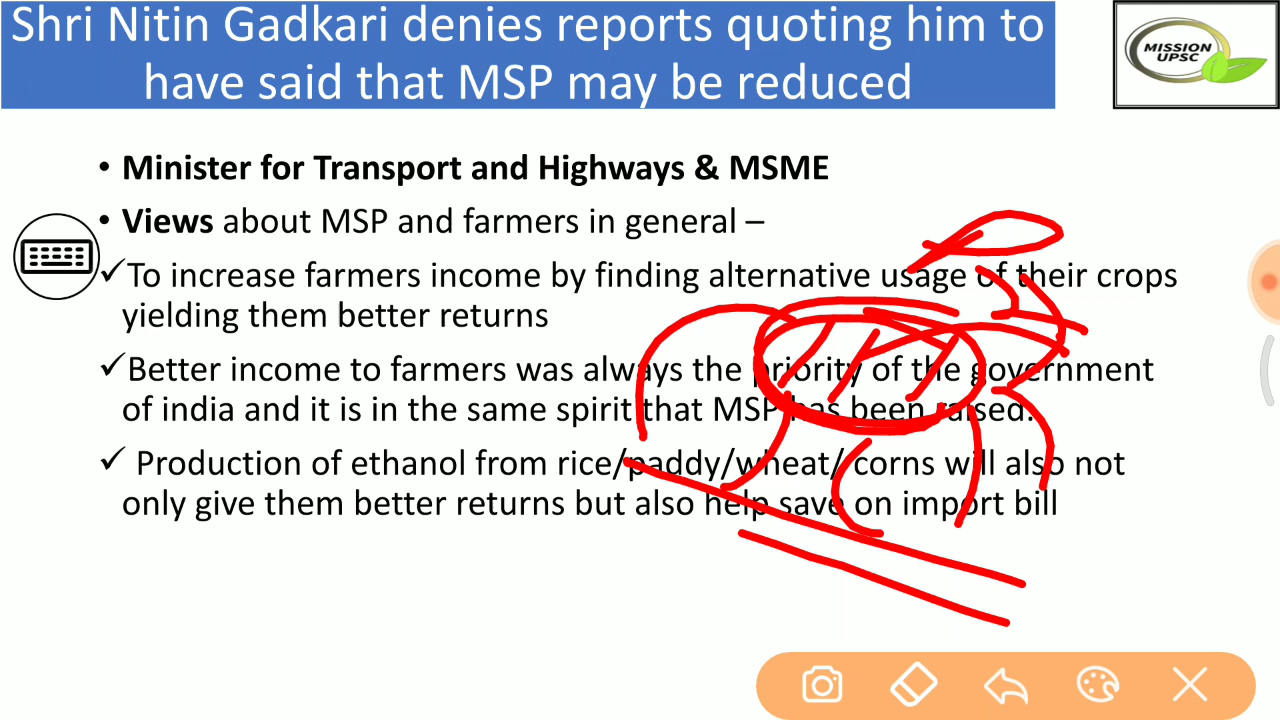 Shri Nitin Gadkari denies reports quoting him to
have said that MSP may be reduced
MISSION
UPSC
• Minister for Transport and Highways & MSME
• Views about MSP and farmers in general –
✓To increase farmers income by finding alternative usage of their crops
yielding them better returns
✓Better income to farmers was always the priority of the government
of india and it is in the same spirit that MSP has been raised.
✓ Production of ethanol from rice/paddy/wheat/ corns will also not
only give them better returns but also help save on import bill